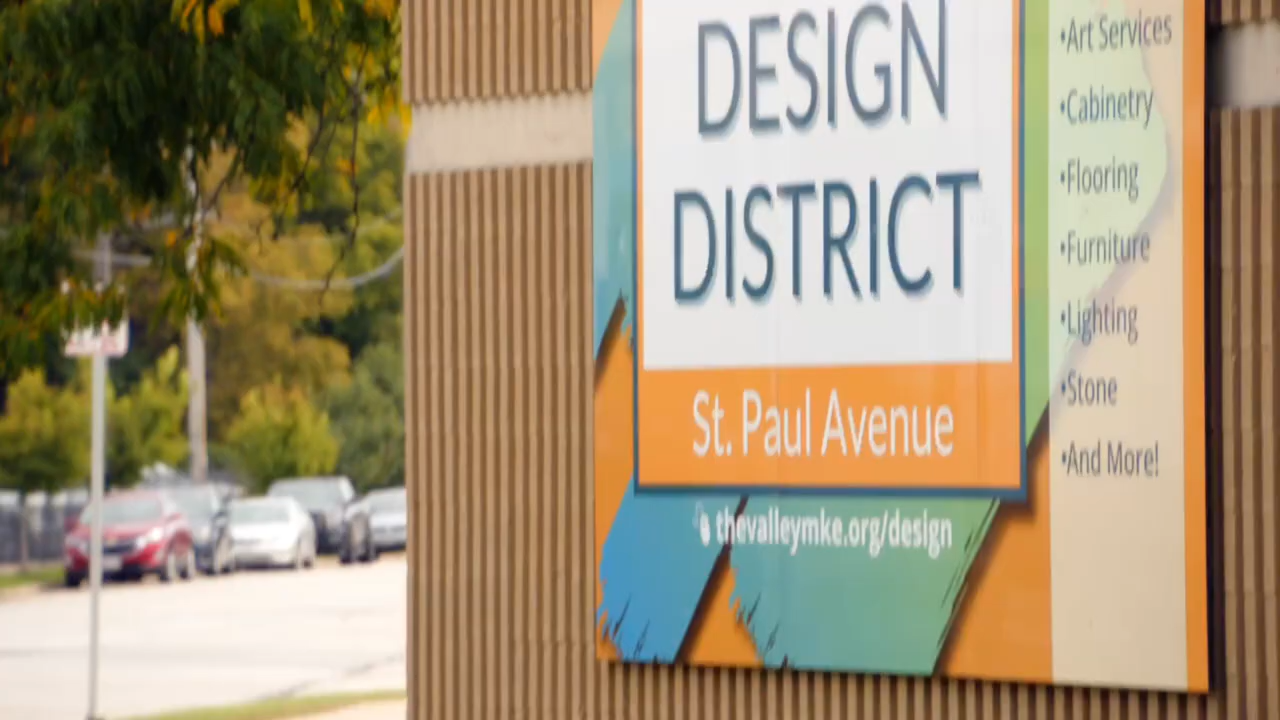 DESIGN
DISTRICT
St. Paul Avenue
thevalleymke.org/design
•Art Services
•Cabinetry
•Flooring
•Furniture
•Lighting
•Stone
•And More!